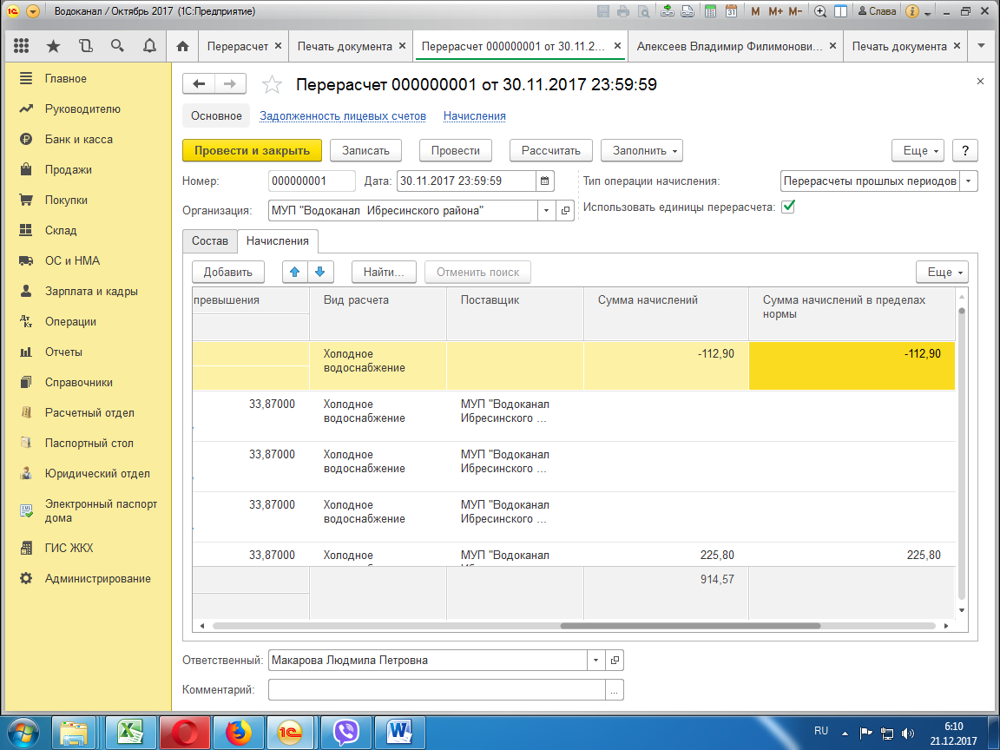 Водоканал / Октябрь 2017 (1С:Предприятие)
M M+ M- Слава
Перерасчет × Печать документа × Перерасчет 000000001 от 30.11.2... × Алексеев Владимир Филимонови... × Печать документа ×
Главное
Руководителю
Банк и касса
Продажи
Покупки
Склад
ОС и НМА
Зарплата и кадры
Операции
Отчеты
Справочники
Расчетный отдел
Паспортный стол
Юридический отдел
Электронный паспорт
дома
ГИС ЖКХ
Администрирование
Перерасчет 000000001 от 30.11.2017 23:59:59
Основное Задолженность лицевых счетов Начисления
Провести и закрыть Записать Провести Рассчитать Заполнить Еще ?
Номер: 000000001 Дата: 30.11.2017 23:59:59 Тип операции начисления: Перерасчеты прошлых периодов
Организация: МУП "Водоканал Ибресинского района" Использовать единицы перерасчета:
Состав Начисления
Добавить Найти... Отменить поиск Еще
превышения Вид расчета Поставщик Сумма начислений Сумма начислений в пределах
нормы
Холодное -112,90 -112,90
водоснабжение
33,87000 Холодное МУП "Водоканал
водоснабжение Ибресинского ...
33,87000 Холодное МУП "Водоканал
водоснабжение Ибресинского ...
33,87000 Холодное МУП "Водоканал
водоснабжение Ибресинского ...
33,87000 Холодное МУП "Водоканал 225,80 225,80
914,57
Ответственный: Макарова Людмила Петровна
Комментарий: ...
RU 6:10
21.12.2017